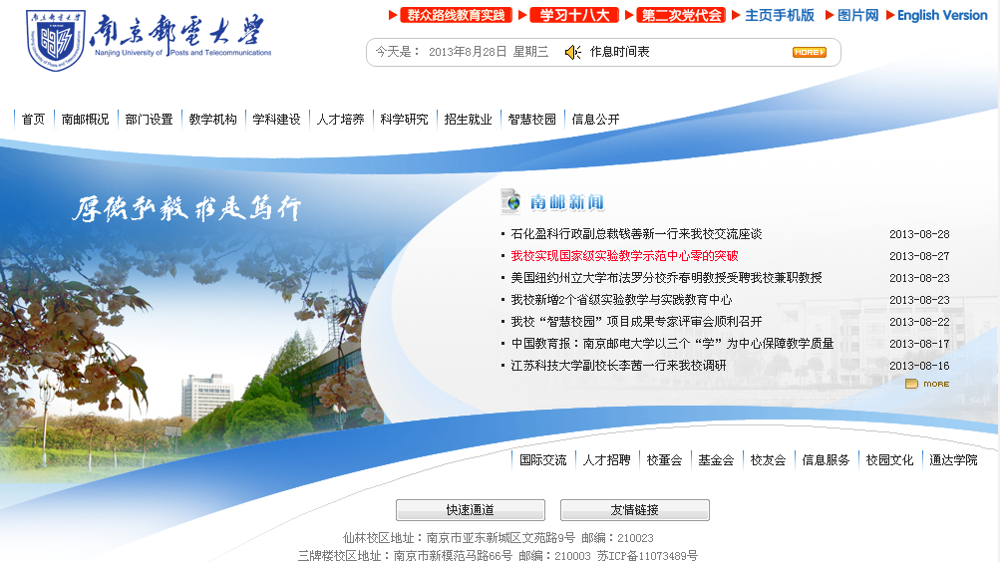 南京邮电大学
Nanjing University of Posts and Telecommunications
群众路线教育实践 学习十八大 第二次党代会 主页手机版 图片网 English Version
今天是： 2013年8月28日 星期三 作息时间表 MORE
首页 南邮概况 部门设置 教学机构 学科建设 人才培养 科学研究 招生就业 智慧校园 信息公开
厚德弘毅 求是笃行
南邮新闻
石化盈科行政副总裁钱善新一行来我校交流座谈 2013-08-28
我校实现国家级实验教学示范中心零的突破 2013-08-27
美国纽约州立大学布法罗分校乔春明教授受聘我校兼职教授 2013-08-23
我校新增2个省级实验教学与实践教育中心 2013-08-23
我校“智慧校园”项目成果专家评审会顺利召开 2013-08-22
中国教育报：南京邮电大学以三个“学”为中心保障教学质量 2013-08-17
江苏科技大学副校长李茜一行来我校调研 2013-08-16
MORE
国际交流 人才招聘 校董会 基金会 校友会 信息服务 校园文化 通达学院
快速通道 友情链接
仙林校区地址：南京市亚东新城区文苑路9号 邮编：210023
三牌楼校区地址：南京市新模范马路66号 邮编：210003 苏ICP备11073489号